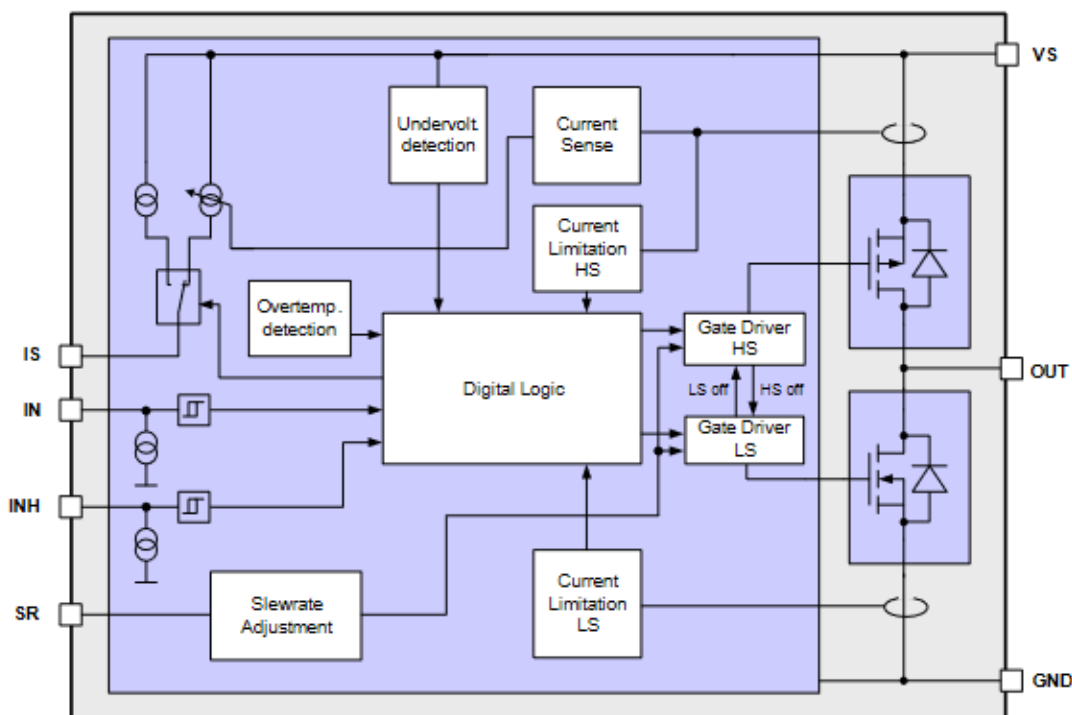 VS
Undervolt.
detection
Current
Sense
Current
Limitation
HS
Overtemp.
detection
Gate Driver
HS
IS
OUT
Digital Logic
LS off
HS off
IN
Gate Driver
LS
INH
Current
Limitation
LS
Slewrate
Adjustment
SR
GND